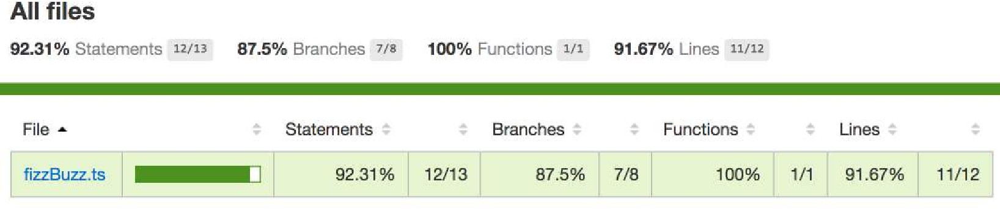 All files
92.31% Statements 12/13 87.5% Branches 7/8 100% Functions 1/1 91.67% Lines 11/12
File Statements Branches Functions Lines
fizzBuzz.ts 92.31% 12/13 87.5% 7/8 100% 1/1 91.67% 11/12